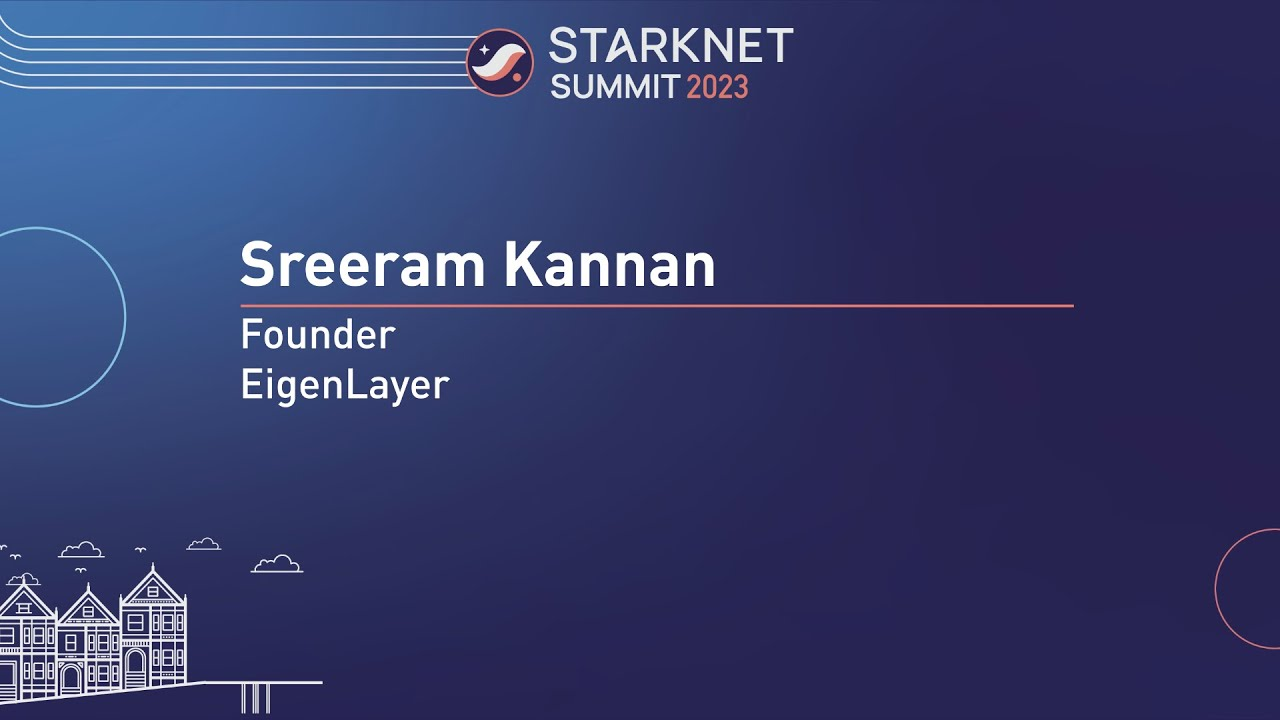 STARKNET
SUMMIT 2023
Sreeram Kannan
Founder
EigenLayer